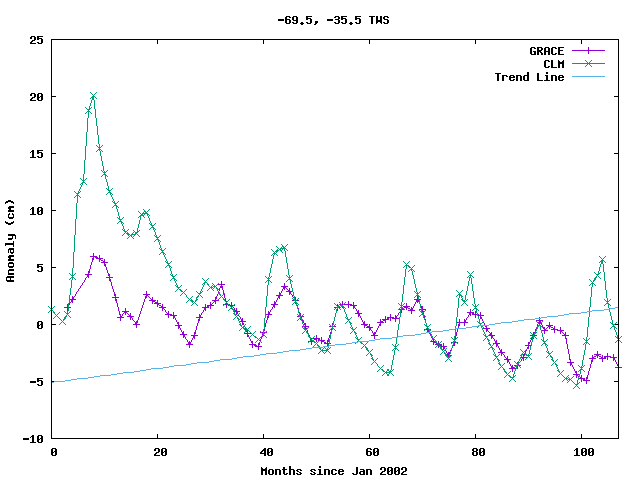 -69.5, -35.5 TWS
25
20
15
10
5
0
-5
-10
Anomaly (cm)
GRACE
CLM
Trend Line
0 20 40 60 80 100
Months since Jan 2002